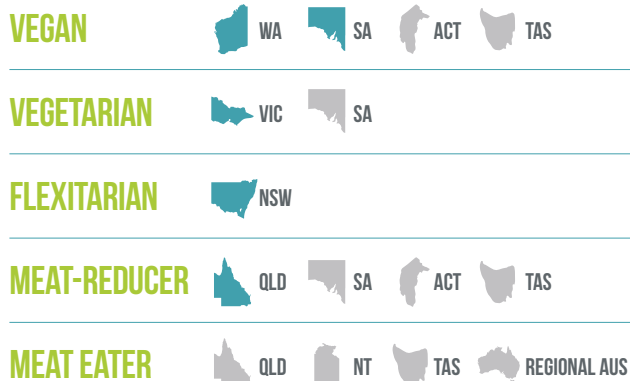 VEGAN WA SA ACT TAS
VEGETARIAN VIC SA
FLEXITARIAN NSW
MEAT-REDUCER QLD SA ACT TAS
MEAT EATER QLD NT TAS REGIONAL AUS